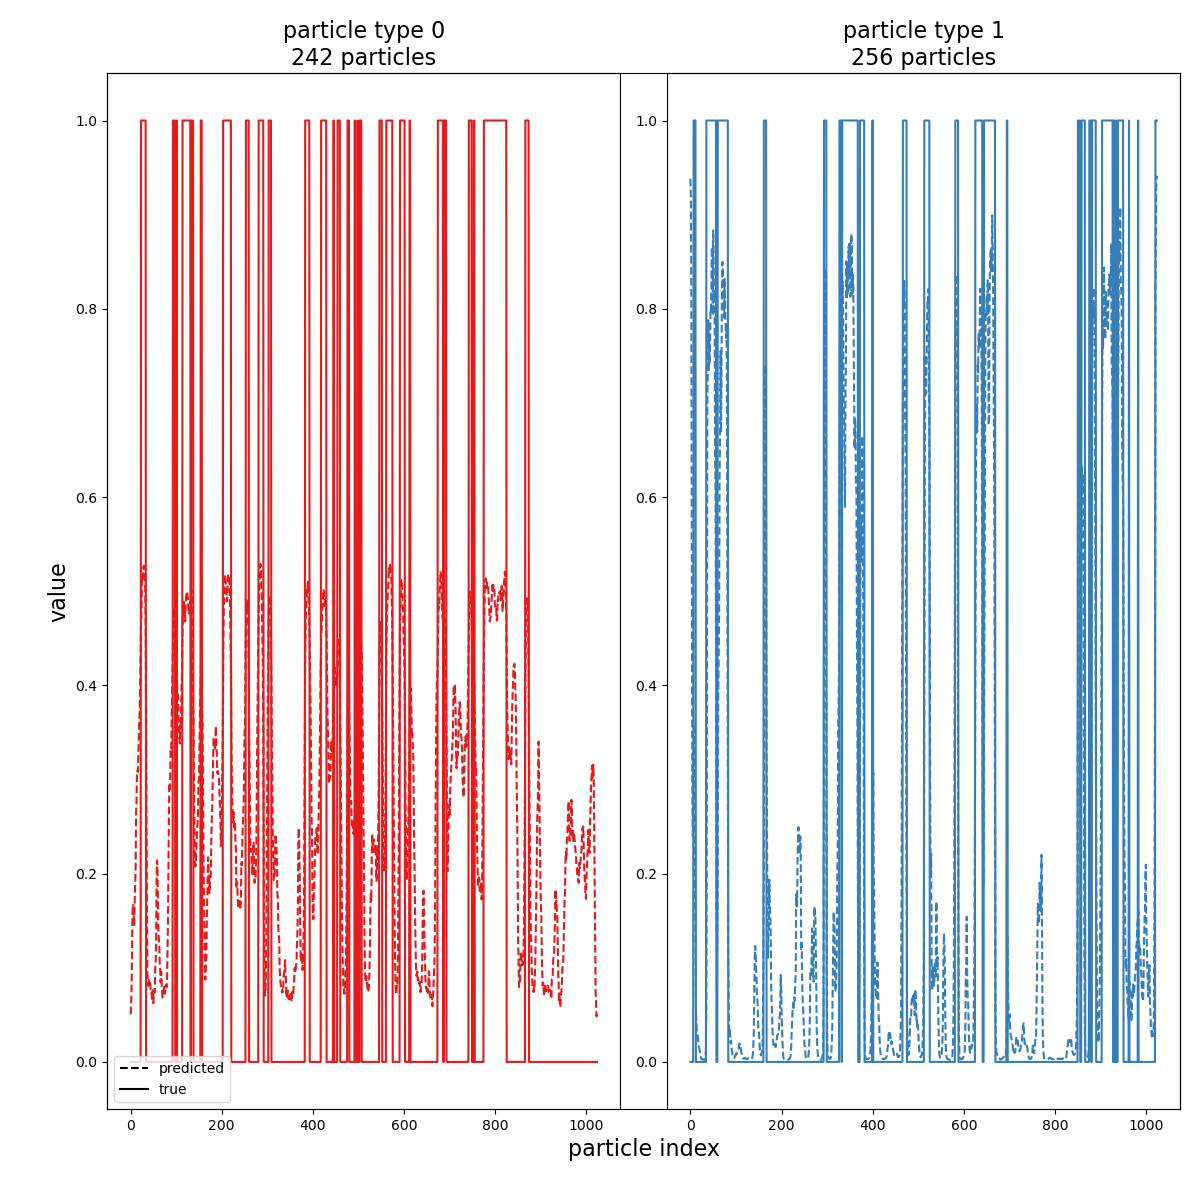 particle type 0
242 particles
particle type 1
256 particles
1.0
0.8
0.6
0.4
0.2
0.0
value
predicted
true
0 200 400 600 800 1000
1.0
0.8
0.6
0.4
0.2
0.0
0 200 400 600 800 1000
particle index